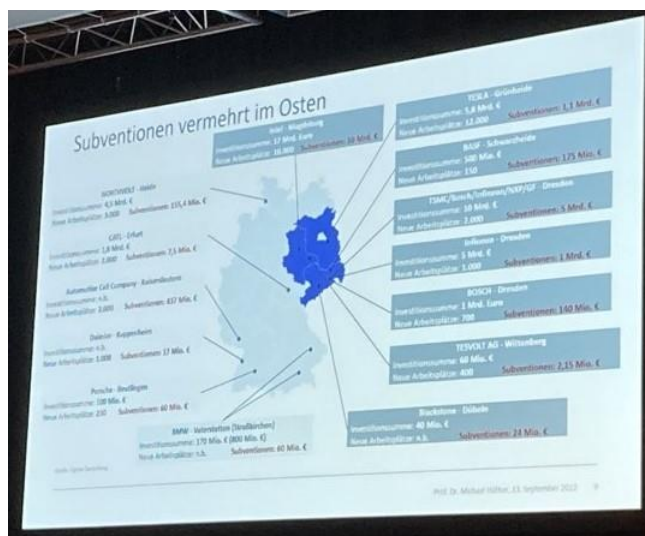 Subventionen vermehrt im Osten
Intel - Magdeburg
Investitionssumme: 17 Mrd. Euro
Neue Arbeitsplätze: 10.000 Subventionen: 10 Mrd. €
TESLA - Grünheide
Investitionssumme: 5,8 Mrd. €
Neue Arbeitsplätze: 12.000 Subventionen: 1,1 Mrd. €
BASF - Schwarzheide
Investitionssumme: 500 Mio. €
Neue Arbeitsplätze: 150 Subventionen: 175 Mio. €
TSMC/Bosch/Infineon/NXP/GF - Dresden
Investitionssumme: 10 Mrd. €
Neue Arbeitsplätze: 2.000 Subventionen: 5 Mrd. €
Infineon - Dresden
Investitionssumme: 5 Mrd. €
Neue Arbeitsplätze: 1.000 Subventionen: 1 Mrd. €
BOSCH - Dresden
Investitionssumme: 1 Mrd. Euro
Neue Arbeitsplätze: 700 Subventionen: 140 Mio. €
TESVOLT AG - Wittenberg
Investitionssumme: 60 Mio. €
Neue Arbeitsplätze: 400 Subventionen: 2,15 Mio. €
Blackstone - Döbeln
Investitionssumme: 40 Mio. €
Neue Arbeitsplätze: n.b. Subventionen: 24 Mio. €
NORTHVOLT - Heide
Investitionssumme: 4,5 Mrd. €
Neue Arbeitsplätze: 3.000 Subventionen: 155,4 Mio. €
CATL - Erfurt
Investitionssumme: 1,8 Mrd. €
Neue Arbeitsplätze: 2.000 Subventionen: 7,5 Mio. €
Automotive Cell Company - Kaiserslautern
Investitionssumme: n.b.
Neue Arbeitsplätze: 2.000 Subventionen: 437 Mio. €
Daimler - Kuppenheim
Investitionssumme: n.b.
Neue Arbeitsplätze: 1.000 Subventionen: 17 Mio. €
Porsche - Reutlingen
Investitionssumme: 100 Mio. €
Neue Arbeitsplätze: 250 Subventionen: 60 Mio. €
BMW - Vaterstetten (Straßkirchen)
Investitionssumme: 170 Mio. € (800 Mio. €)
Neue Arbeitsplätze: n.b. Subventionen: 60 Mio. €
Quelle: Eigene Darstellung
Prof. Dr. Michael